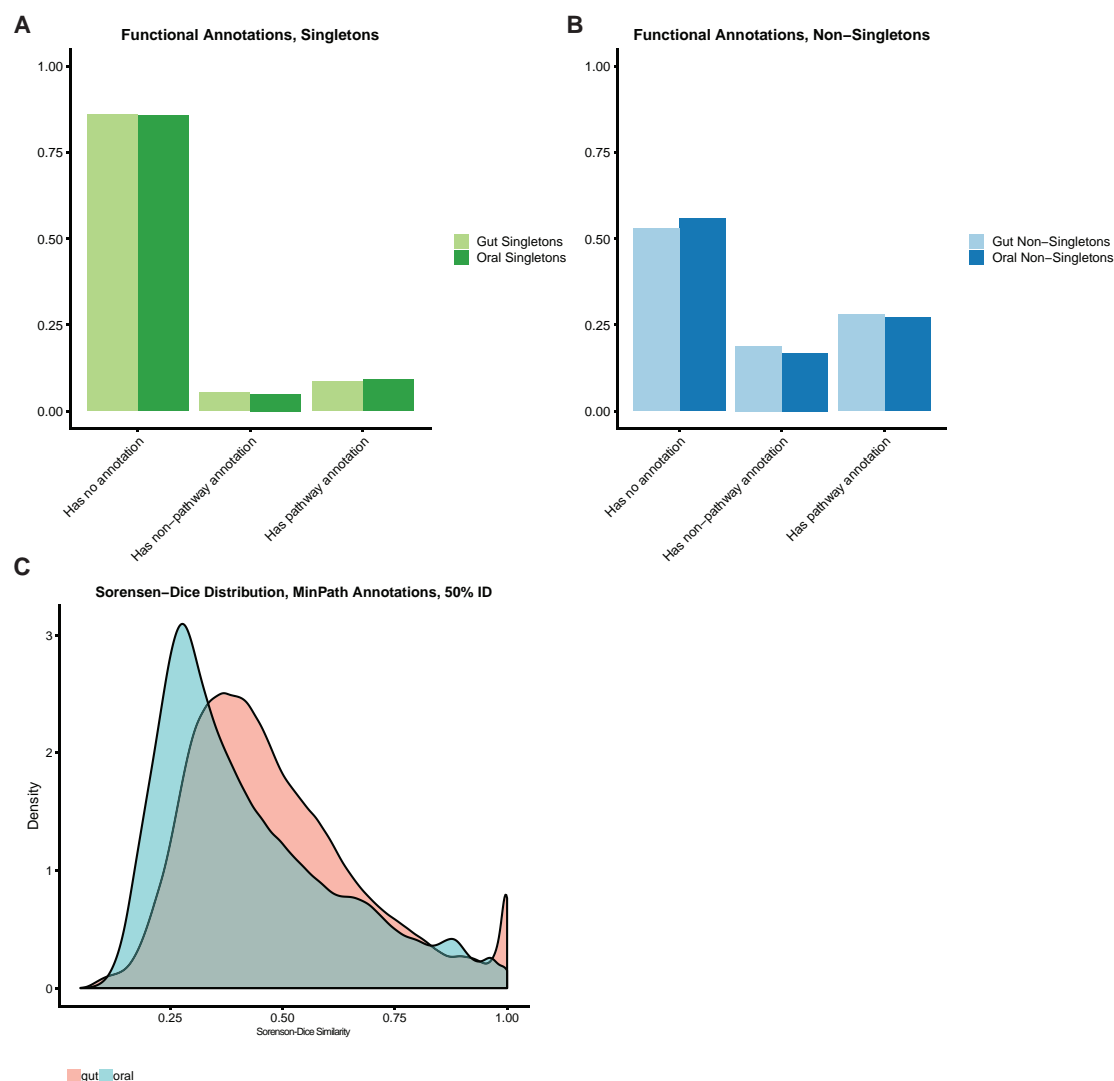 A
Functional Annotations, Singletons
1.00
0.75
0.50
0.25
0.00
Has no annotation
Has non−pathway annotation
Has pathway annotation
Gut Singletons
Oral Singletons
B
Functional Annotations, Non−Singletons
1.00
0.75
0.50
0.25
0.00
Has no annotation
Has non−pathway annotation
Has pathway annotation
Gut Non−Singletons
Oral Non−Singletons
C
Sorensen−Dice Distribution, MinPath Annotations, 50% ID
Density
3
2
1
0
0.25 0.50 0.75 1.00
Sorenson-Dice Similarity
gut oral